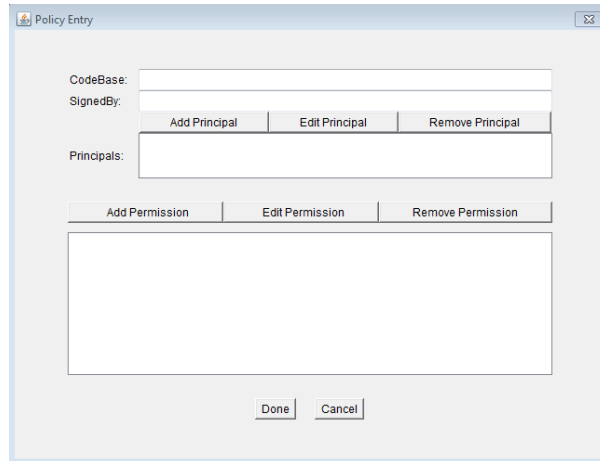 Policy Entry
CodeBase:
SignedBy:
Add Principal Edit Principal Remove Principal
Principals:
Add Permission Edit Permission Remove Permission
Done Cancel